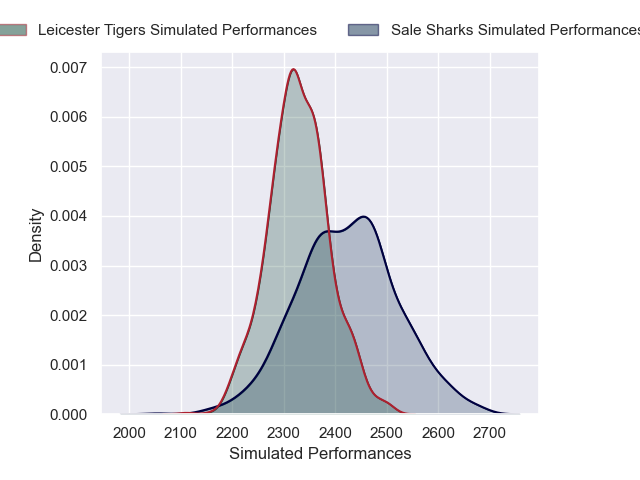 Leicester Tigers Simulated Performances
Sale Sharks Simulated Performances
0.007
0.006
0.005
0.004
0.003
0.002
0.001
0.000
Density
2000 2100 2200 2300 2400 2500 2600 2700
Simulated Performances